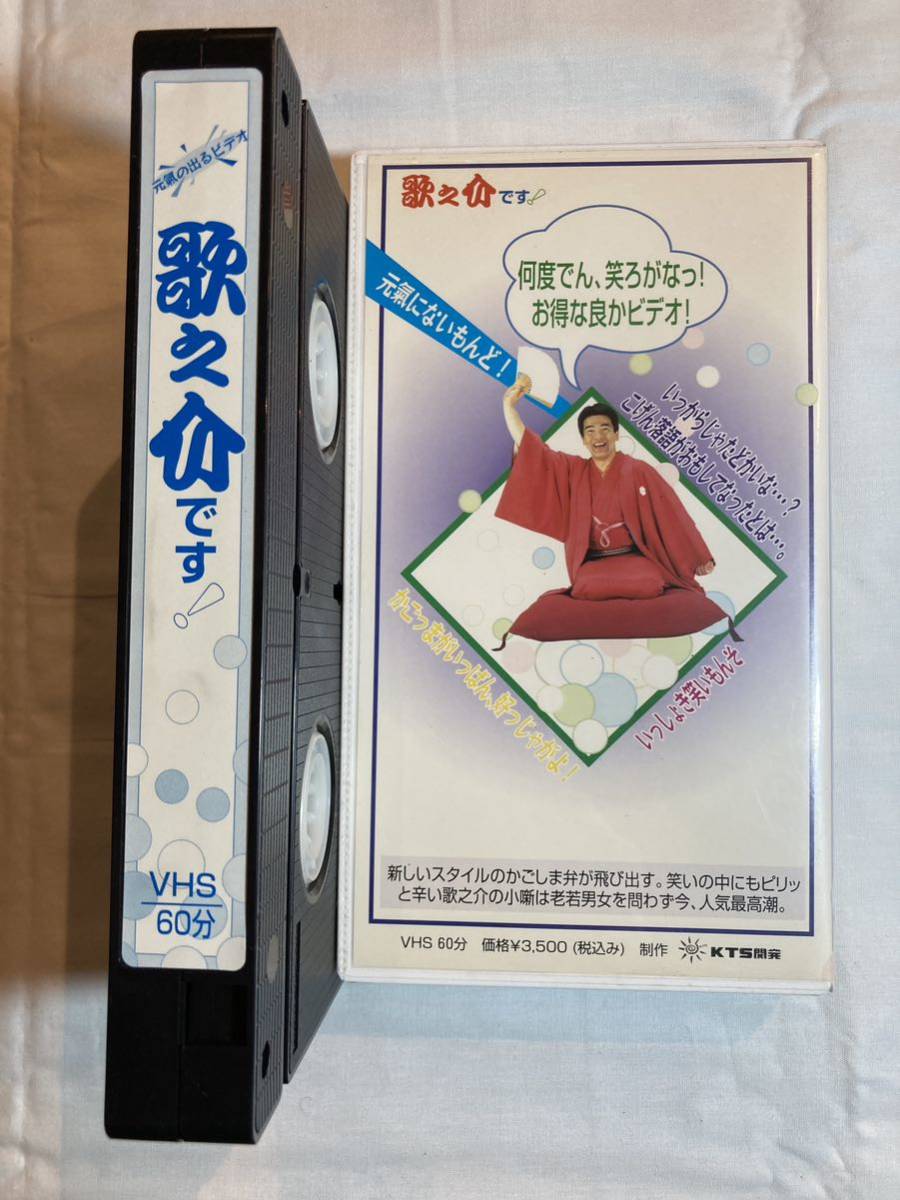 元氣の出るビデオ
歌之介です!
VHS
60分
歌之介です!
何度でん、笑ろがなっ!
お得な良かビデオ!
元氣にないもんど!
いっからじゃたどかいな…?
こげん落語がおもしてなったとは…。
かごっまがいっばん、好っじゃがよ!
いっしょき笑いもんそ
新しいスタイルのかごしま弁が飛び出す。笑いの中にもピリッ
と辛い歌之介の小噺は老若男女を問わず今、人気最高潮。
VHS 60分 価格¥3,500(税込み) 制作 KTS開発